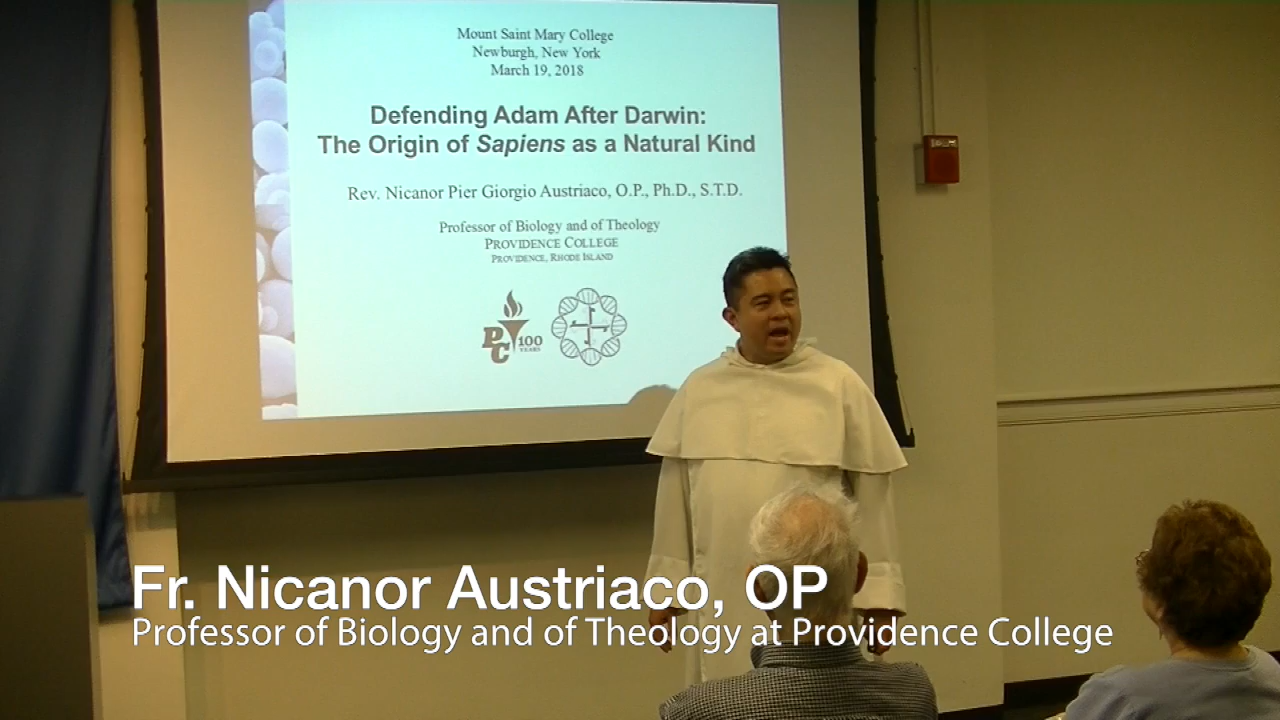 Mount Saint Mary College
Newburgh, New York
March 19, 2018
Defending Adam After Darwin:
The Origin of Sapiens as a Natural Kind
Rev. Nicanor Pier Giorgio Austriaco, O.P., Ph.D., S.T.D.
Professor of Biology and of Theology
PROVIDENCE COLLEGE
PROVIDENCE, RHODE ISLAND
PC 100
YEARS
Fr. Nicanor Austriaco, OP
Professor of Biology and of Theology at Providence College